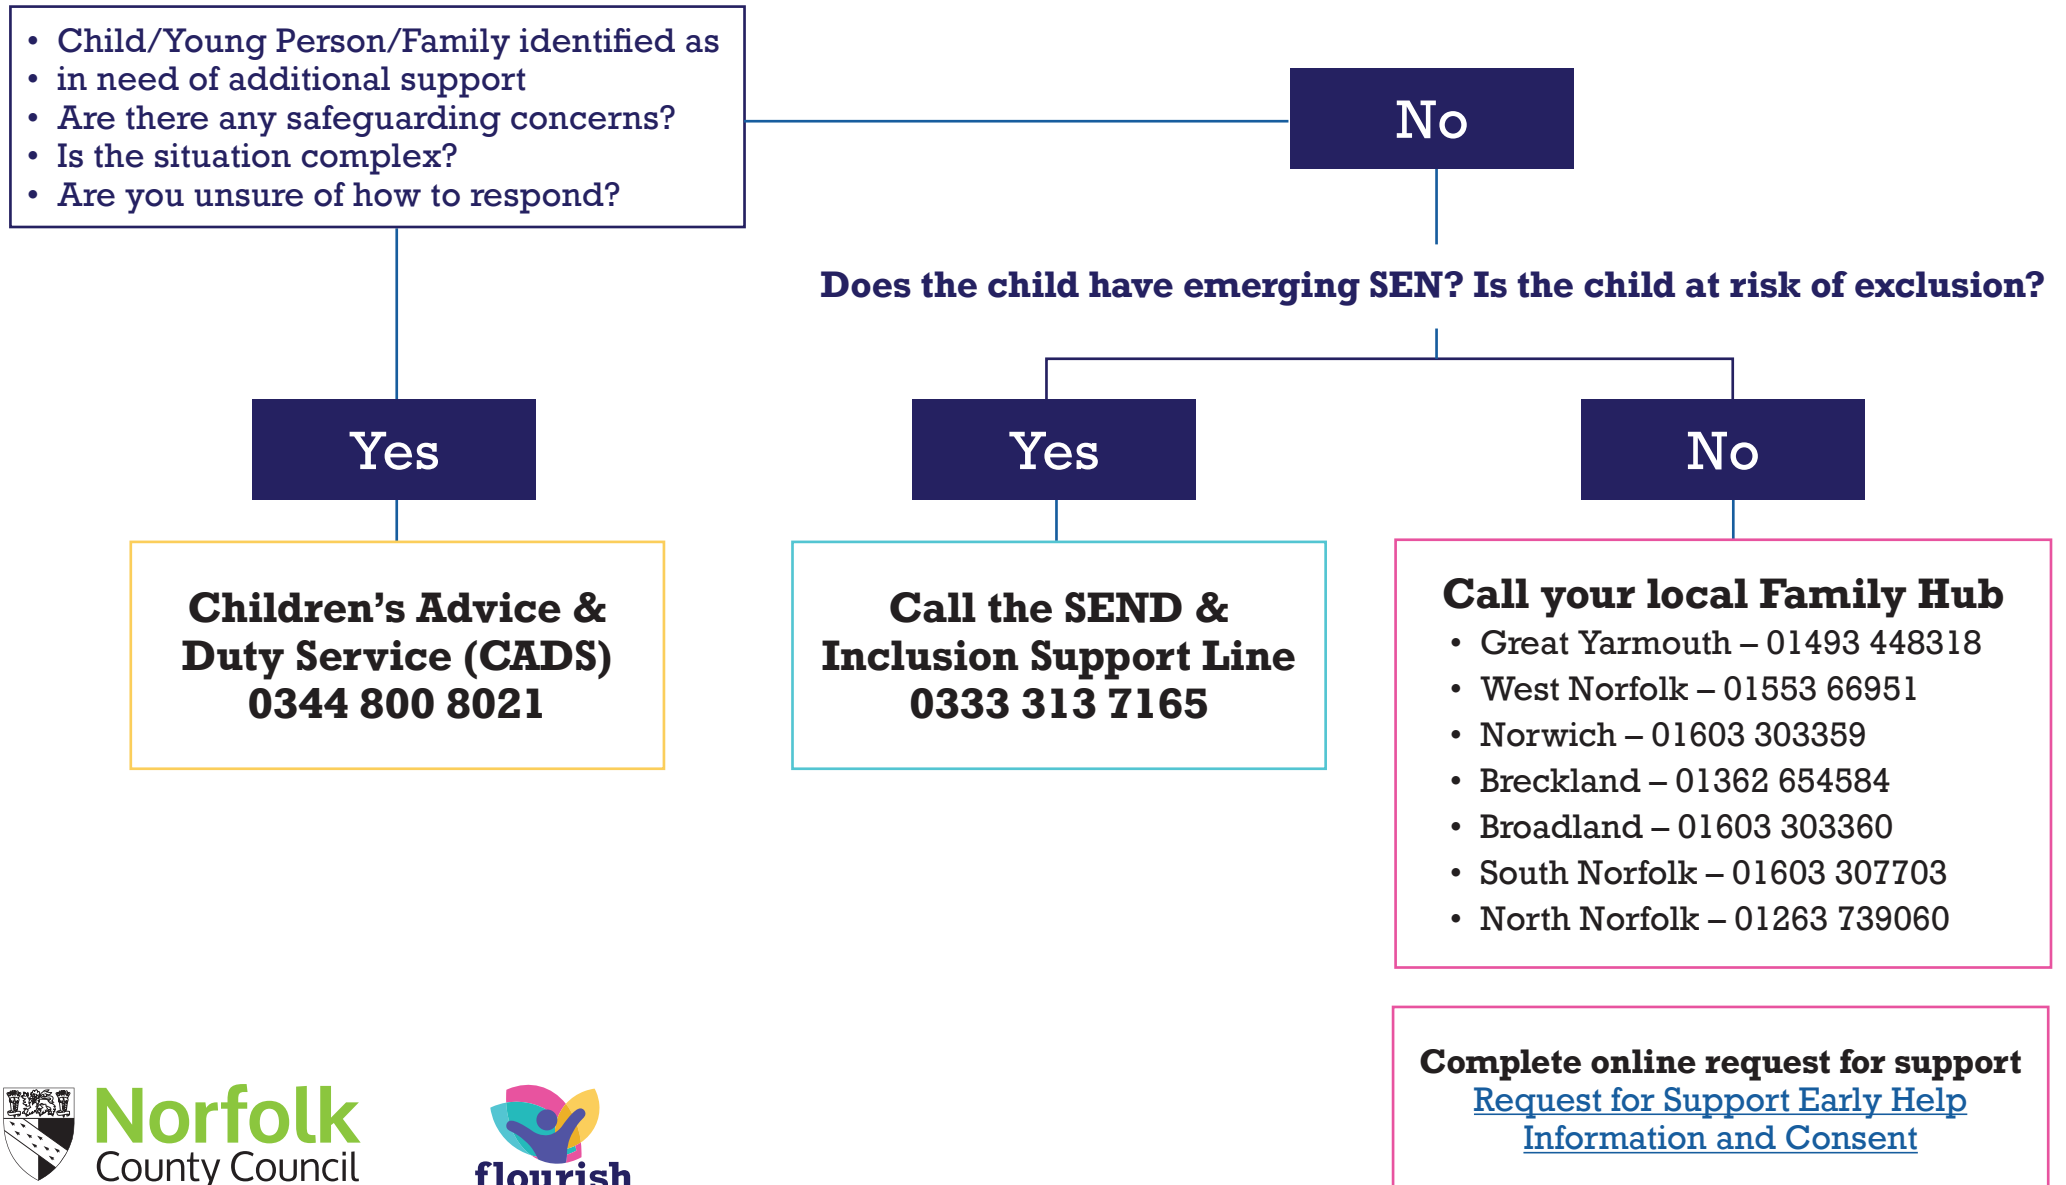 • Child/Young Person/Family identified as
• in need of additional support
• Are there any safeguarding concerns?
• Is the situation complex?
• Are you unsure of how to respond?
No
Does the child have emerging SEN? Is the child at risk of exclusion?
Yes
Yes
No
Children’s Advice &
Duty Service (CADS)
0344 800 8021
Call the SEND &
Inclusion Support Line
0333 313 7165
Call your local Family Hub
• Great Yarmouth – 01493 448318
• West Norfolk – 01553 66951
• Norwich – 01603 303359
• Breckland – 01362 654584
• Broadland – 01603 303360
• South Norfolk – 01603 307703
• North Norfolk – 01263 739060
Complete online request for support
Request for Support Early Help
Information and Consent
Norfolk
County Council
flourish